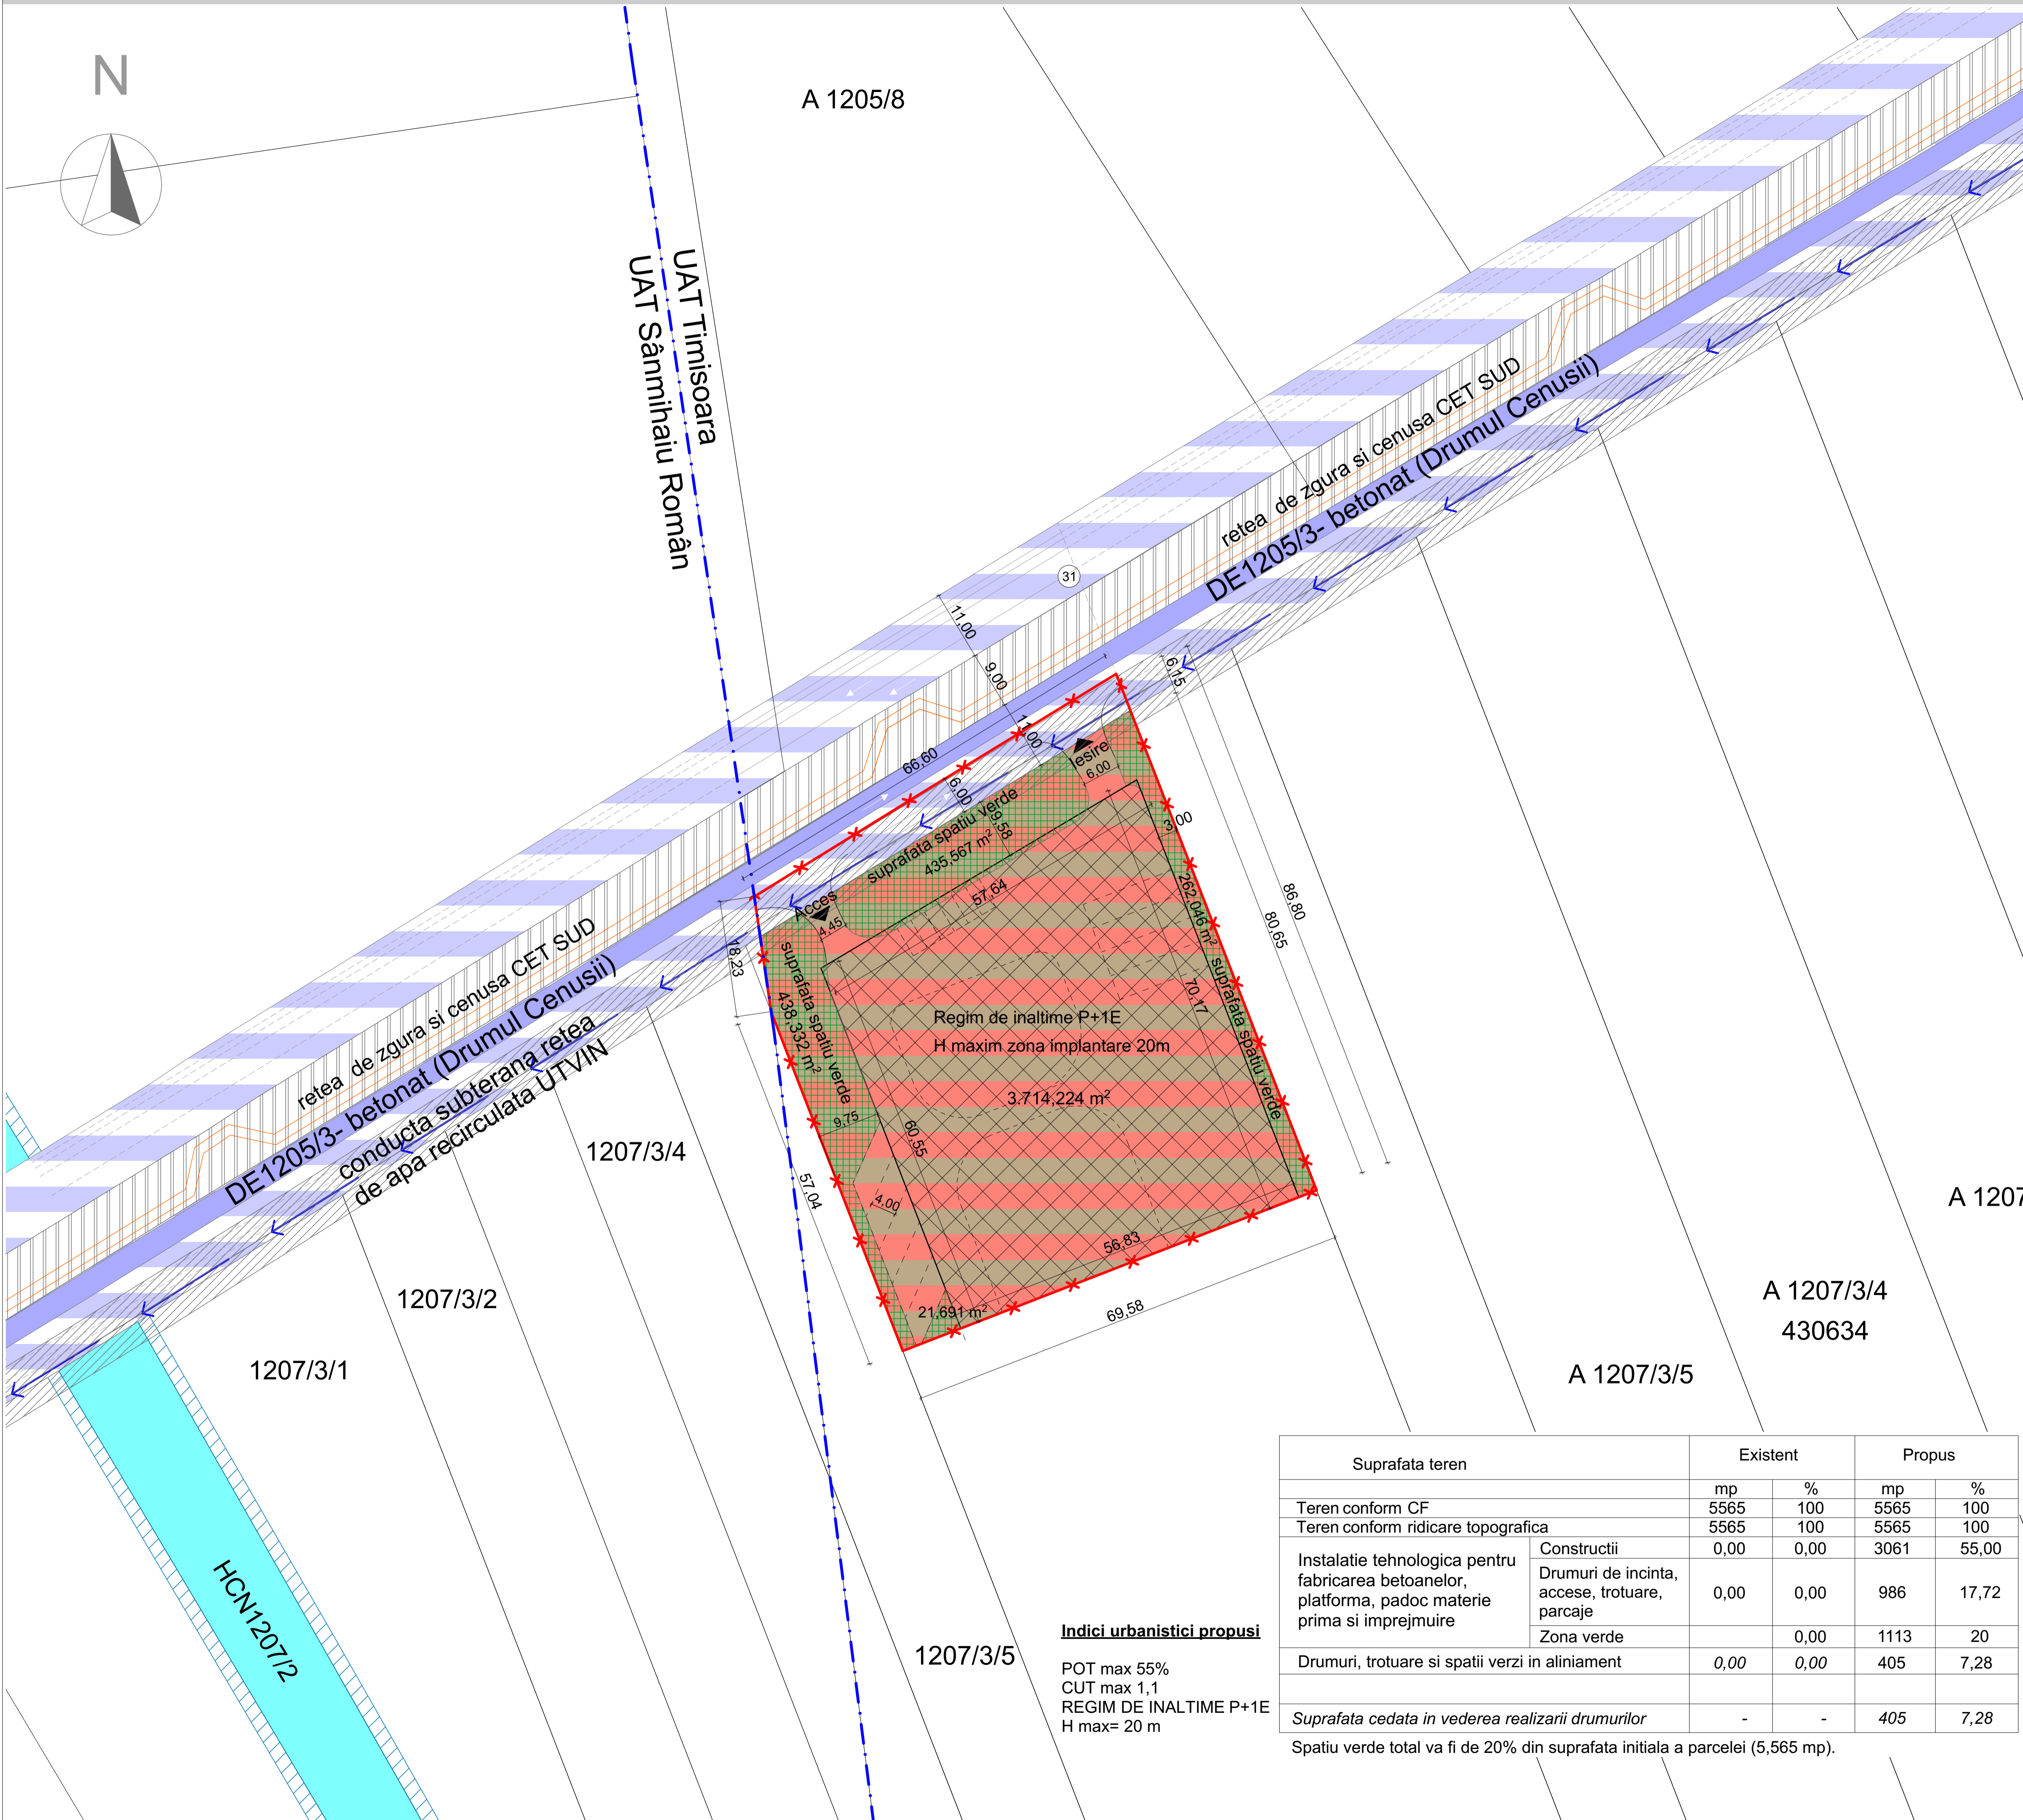 N
A 1205/8
UAT Timisoara
UAT Sânmihaiu Român
retea de zgura si cenusa CET SUD
DE1205/3- betonat (Drumul Cenusii)
31
11,00
9,00
11,00
6,15
66,60
6,00
9,58
Iesire
6,00
suprafata spatiu verde
435,567 m²
3,00
57,64
Acces
4,45
262,046 m² suprafata spatiu verde
86,80
80,65
18,23
suprafata spatiu verde
438,332 m²
70,17
Regim de inaltime P+1E
H maxim zona implantare 20m
3.714,224 m²
9,75
60,55
57,04
4,00
56,83
21,691 m²
69,58
retea de zgura si cenusa CET SUD
DE1205/3- betonat (Drumul Cenusii)
conducta subterana retea
de apa recirculata UTVIN
1207/3/4
1207/3/2
1207/3/1
HCN1207/2
1207/3/5
A 1207
A 1207/3/4
430634
A 1207/3/5
Indici urbanistici propusi
POT max 55%
CUT max 1,1
REGIM DE INALTIME P+1E
H max= 20 m
Suprafata teren Existent Propus
mp % mp %
Teren conform CF 5565 100 5565 100
Teren conform ridicare topografica 5565 100 5565 100
Instalatie tehnologica pentru
fabricarea betoanelor,
platforma, padoc materie
prima si imprejmuire
Constructii 0,00 0,00 3061 55,00
Drumuri de incinta,
accese, trotuare,
parcaje
0,00 0,00 986 17,72
Zona verde 0,00 1113 20
Drumuri, trotuare si spatii verzi in aliniament 0,00 0,00 405 7,28
Suprafata cedata in vederea realizarii drumurilor - - 405 7,28
Spatiu verde total va fi de 20% din suprafata initiala a parcelei (5,565 mp).